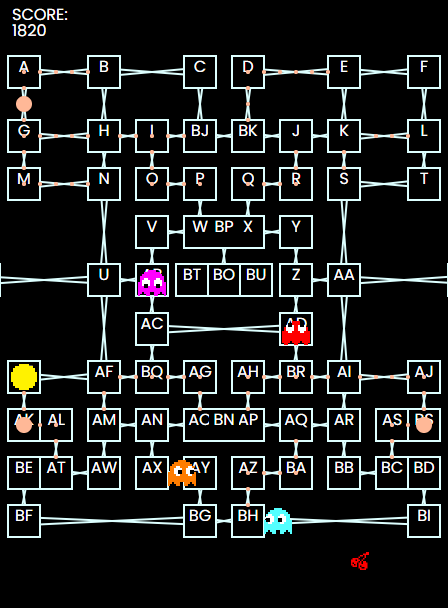 SCORE:
1820
A B C D E F
G H I BJ BK J K L
M N O P Q R S T
V W BP X Y
U BT BO BU Z AA
AC AD
AF BQ AG AH BR AI AJ
AK AL AM AN AO BN AP AQ AR AS
BE AT AW AX AY AZ BA BB BC BD
BF BG BH BI